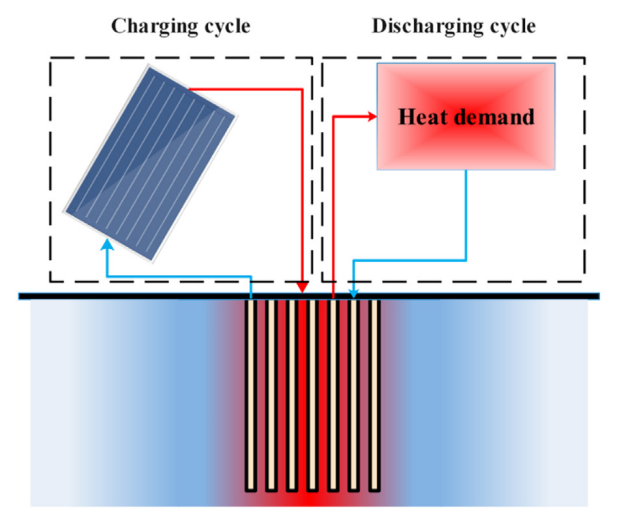 Charging cycle
Discharging cycle
Heat demand